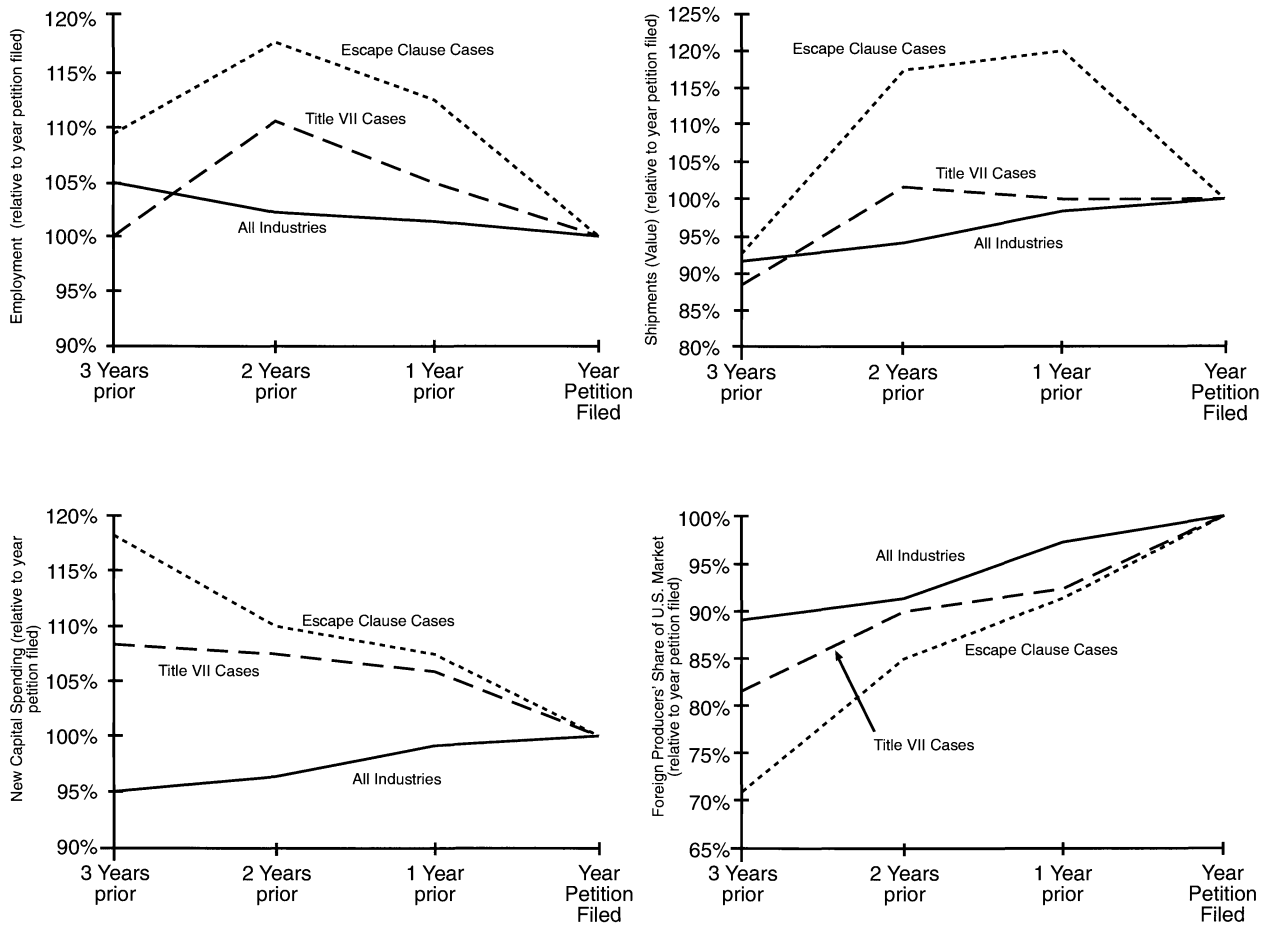 Employment (relative to year petition filed)
120%
115%
110%
105%
100%
95%
90%
Escape Clause Cases
Title VII Cases
All Industries
3 Years
prior
2 Years
prior
1 Year
prior
Year
Petition
Filed
Shipments (Value) (relative to year petition filed)
125%
120%
115%
110%
105%
100%
95%
90%
85%
80%
Escape Clause Cases
Title VII Cases
All Industries
3 Years
prior
2 Years
prior
1 Year
prior
Year
Petition
Filed
New Capital Spending (relative to year
petition filed)
120%
115%
110%
105%
100%
95%
90%
Escape Clause Cases
Title VII Cases
All Industries
3 Years
prior
2 Years
prior
1 Year
prior
Year
Petition
Filed
Foreign Producers' Share of U.S. Market
(relative to year petition filed)
100%
95%
90%
85%
80%
75%
70%
65%
All Industries
Escape Clause Cases
Title VII Cases
3 Years
prior
2 Years
prior
1 Year
prior
Year
Petition
Filed